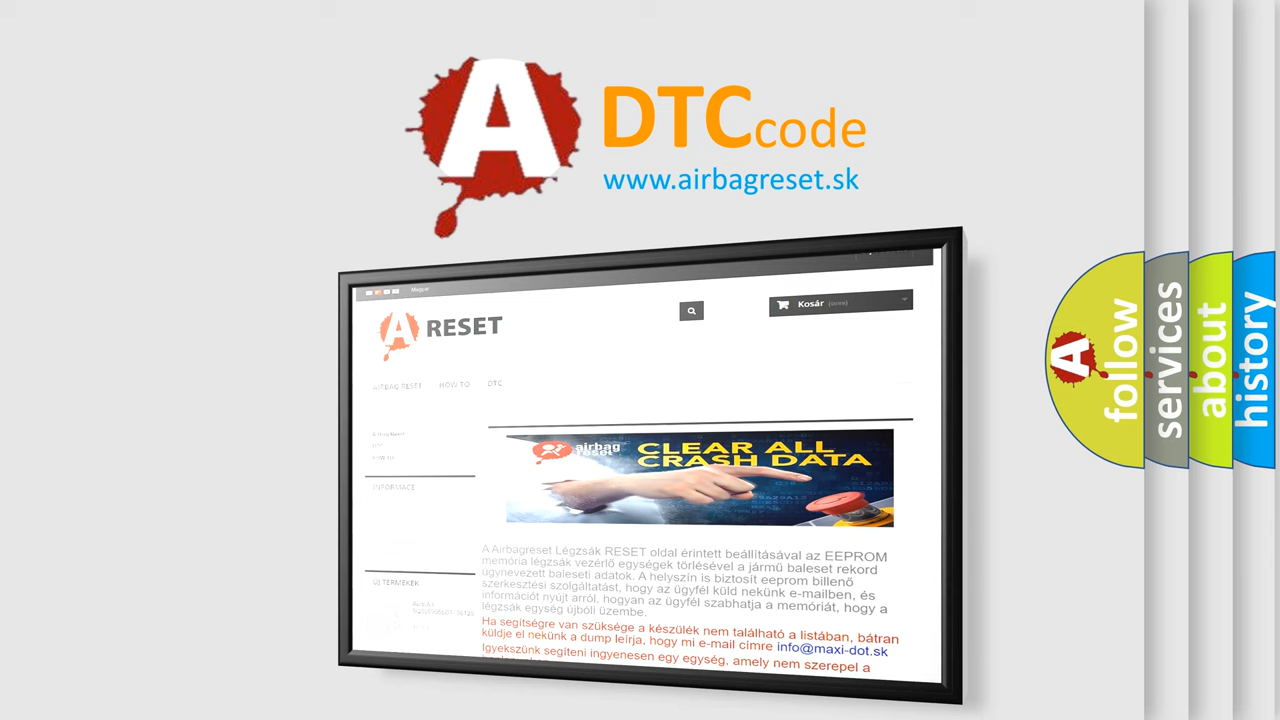 A DTCcode
www.airbagreset.sk
Magyar
A RESET
Kosár
AIRBAG RESET HOW TO DTC
INFORMACE
ÚJ TERMÉKEK
airbag
reset
CLEAR ALL
CRASH DATA
A Airbagreset Légzsák RESET oldal érintett beállításával az EEPROM
memória légzsák vezérlő egységek törlésével a jármű baleset rekord
úgynevezett baleseti adatok. A helyszín is biztosít eeprom billenő
szerkesztési szolgáltatást, hogy az ügyfél küld nekünk e-mailben, és
információt nyújt arról, hogyan az ügyfél szabhatja a memóriát, hogy a
légzsák egység újbóli üzembe.
Ha segítségre van szüksége a készülék nem található a listában, bátran
küldje el nekünk a dump leírja, hogy mi e-mail címre info@maxi-dot.sk
Igyekszünk segíteni ingyenesen egy egység, amely nem szerepel a
A follow
services
about
history